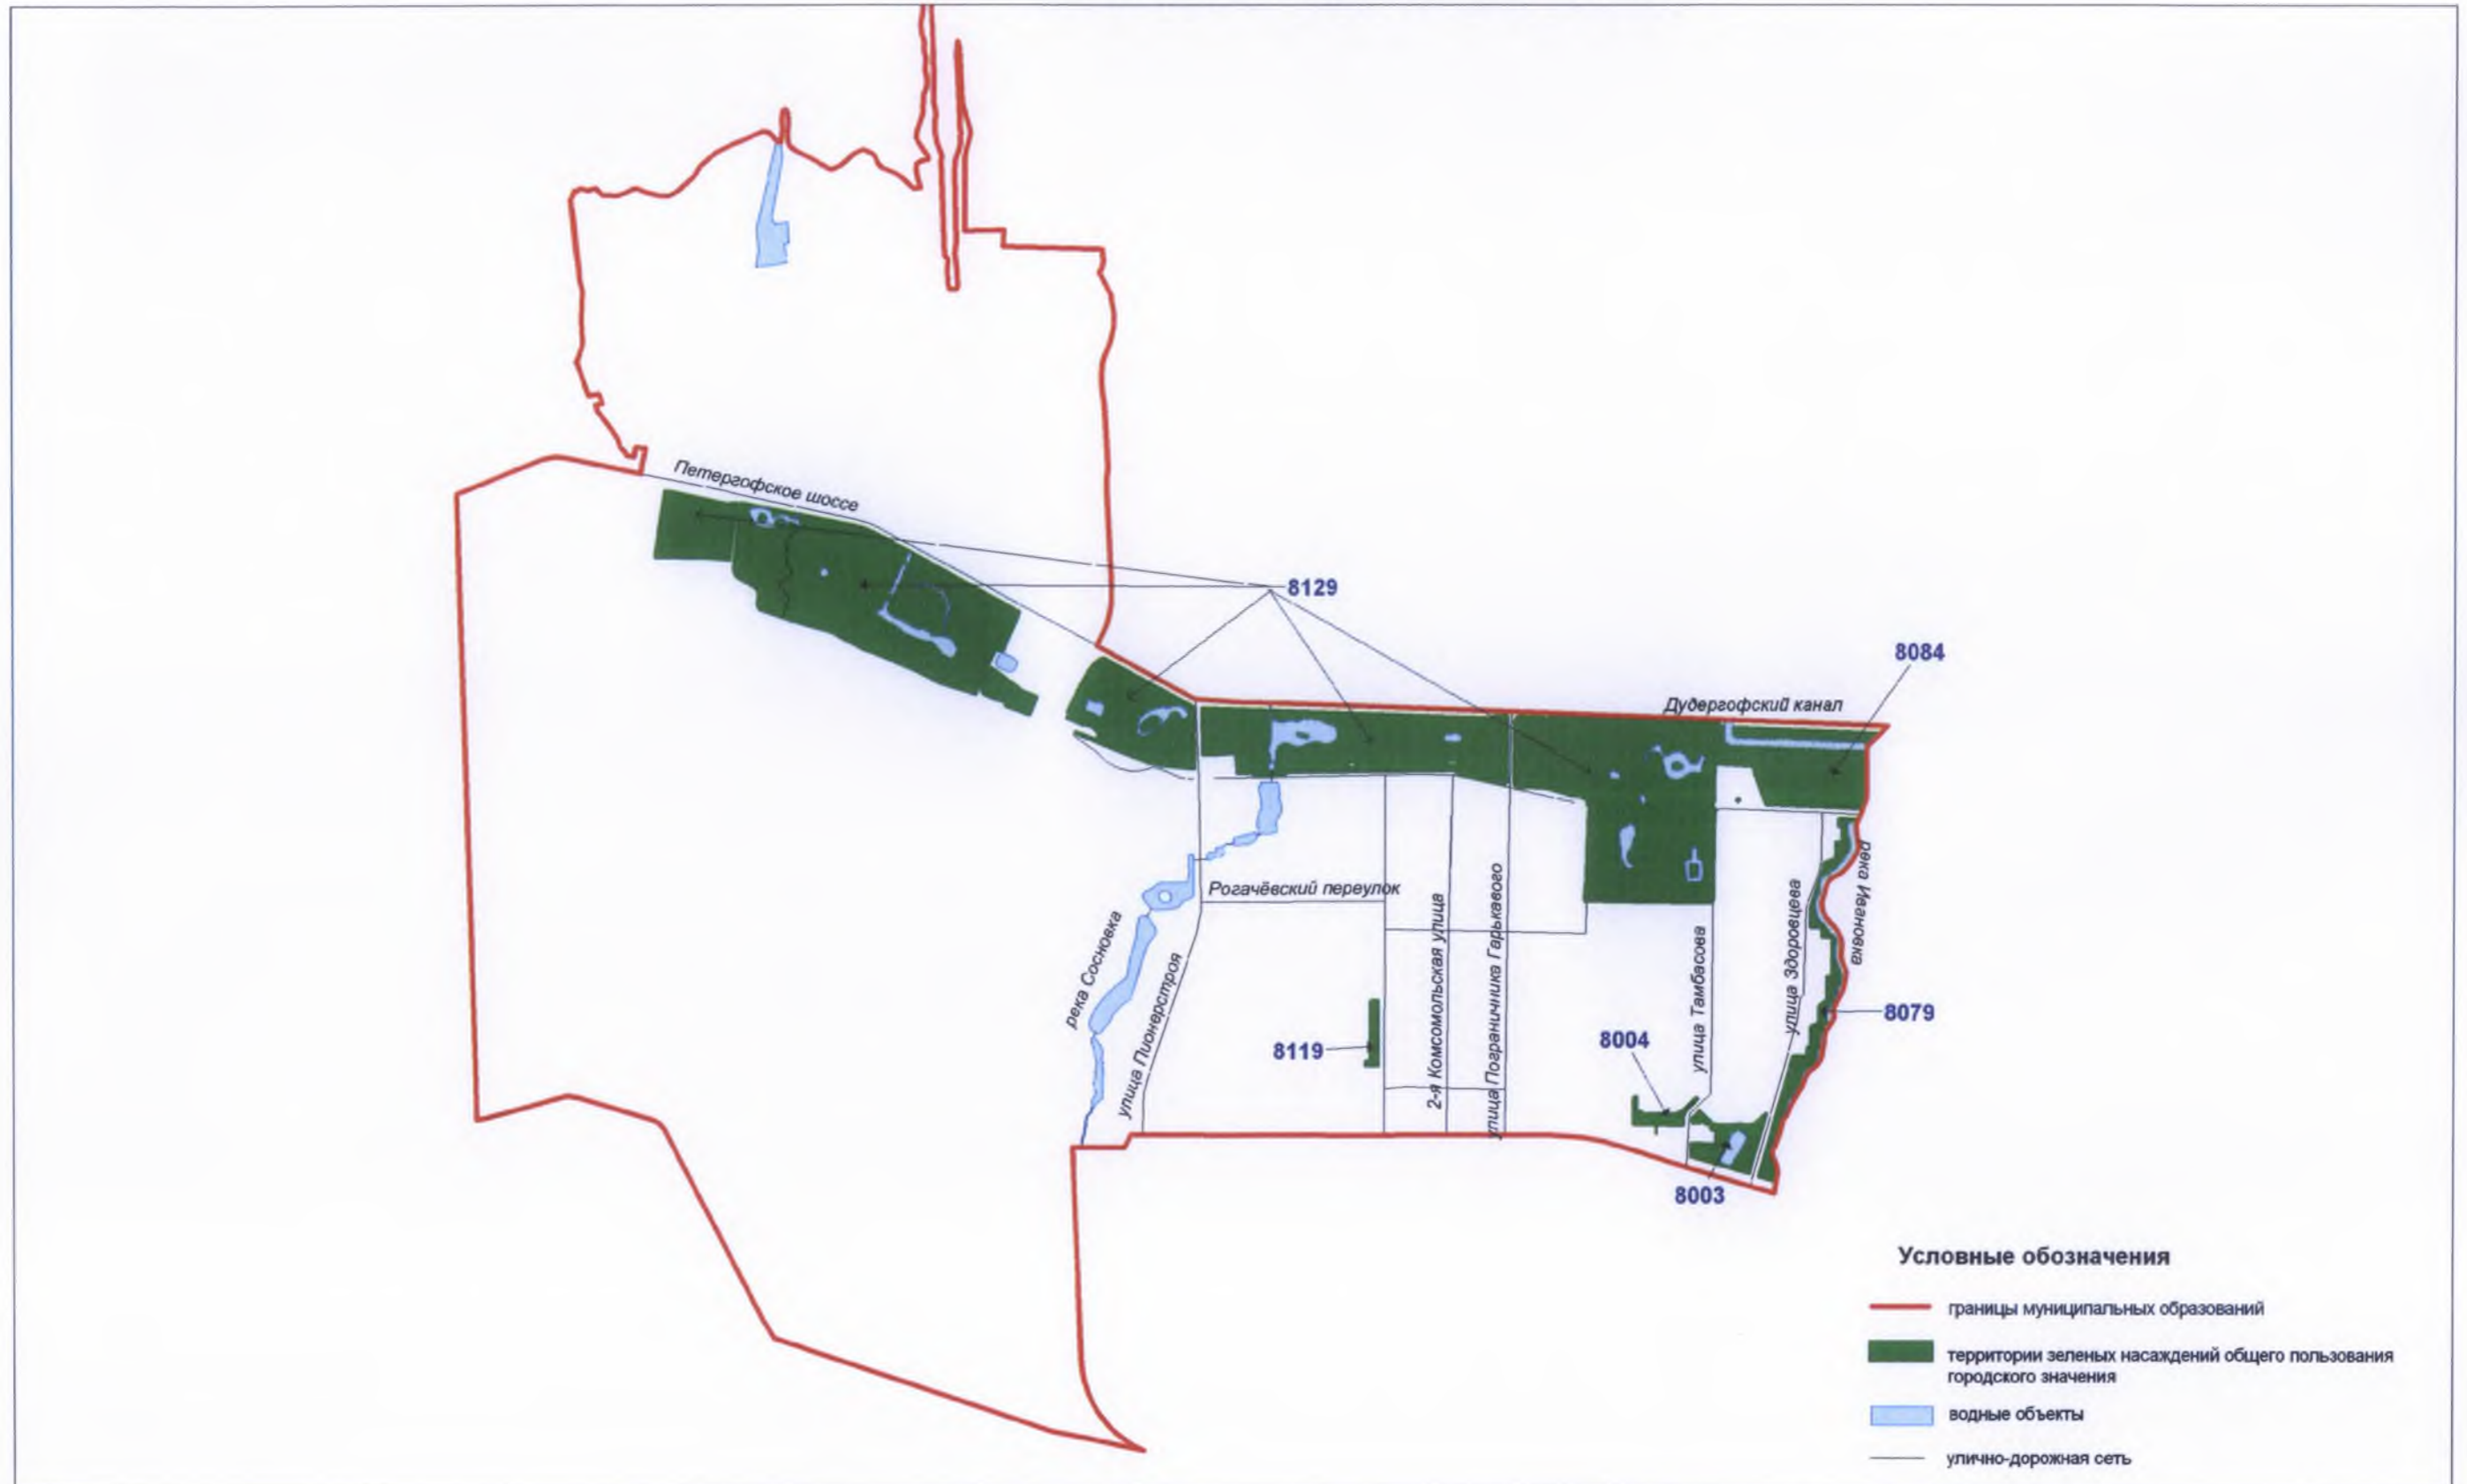 Петергофское шоссе
8129
8084
Дудергофский канал
река Ивановка
Рогачёвский переулок
река Сосновка
улица Пионерстроя
2-я Комсомольская улица
улица Пограничника Гарькавого
улица Тамбасова
улица Здоровцева
8079
8119
8004
8003
Условные обозначения
границы муниципальных образований
территории зеленых насаждений общего пользования
городского значения
водные объекты
улично-дорожная сеть